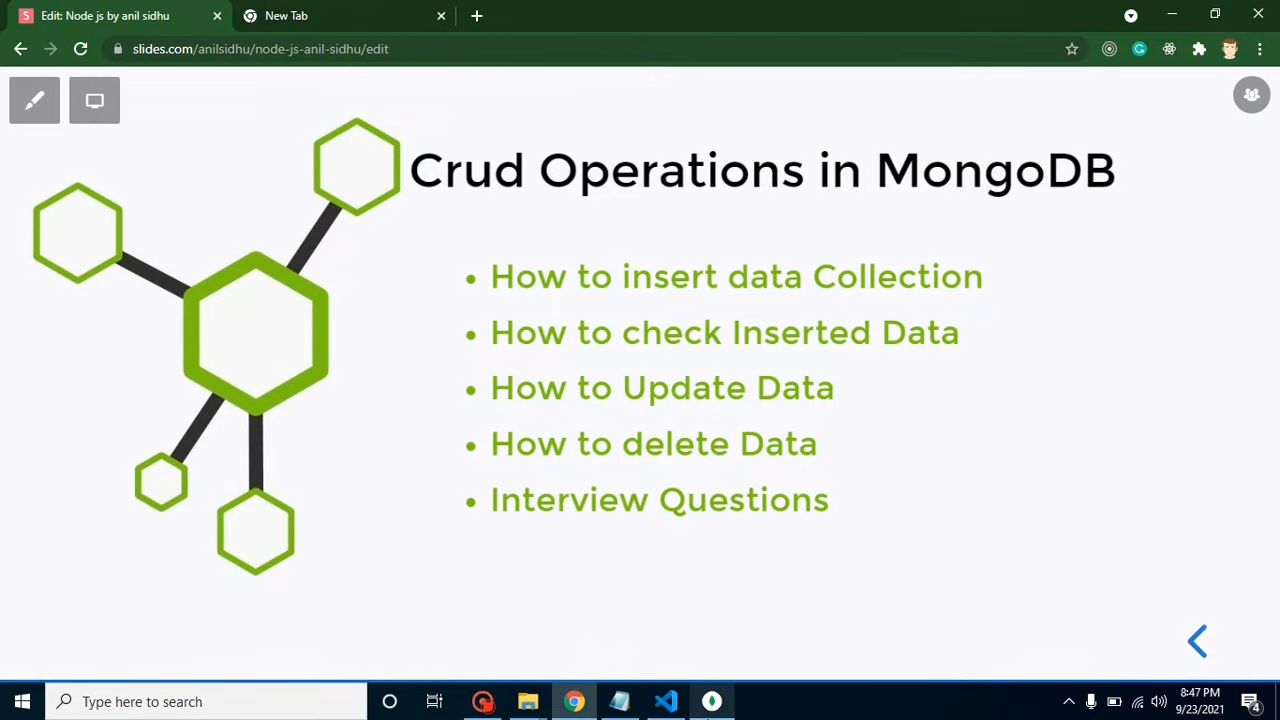 Edit: Node js by anil sidhu
New Tab
slides.com/anilsidhu/node-js-anil-sidhu/edit
Crud Operations in MongoDB
• How to insert data Collection
• How to check Inserted Data
• How to Update Data
• How to delete Data
• Interview Questions
Type here to search
8:47 PM
9/23/2021
4